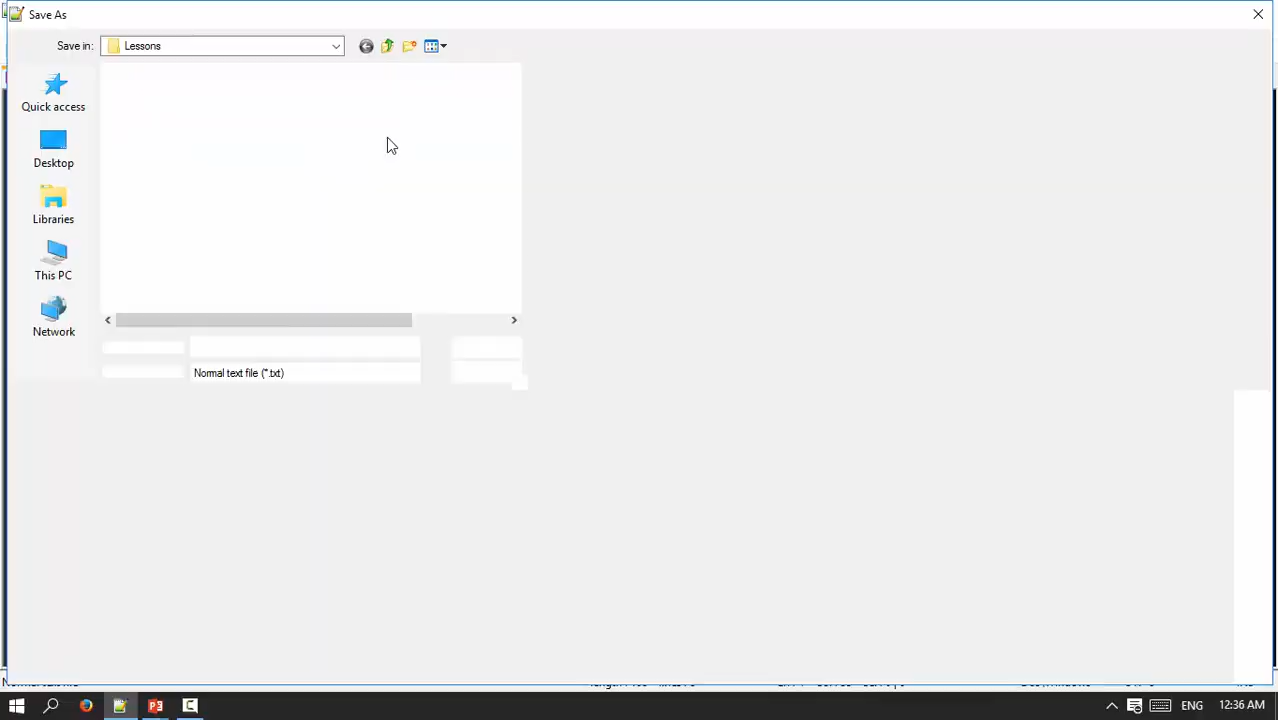 Save As
Save in:
Lessons
Quick access
Desktop
Libraries
This PC
Network
Normal text file (*.txt)
ENG
12:36 AM